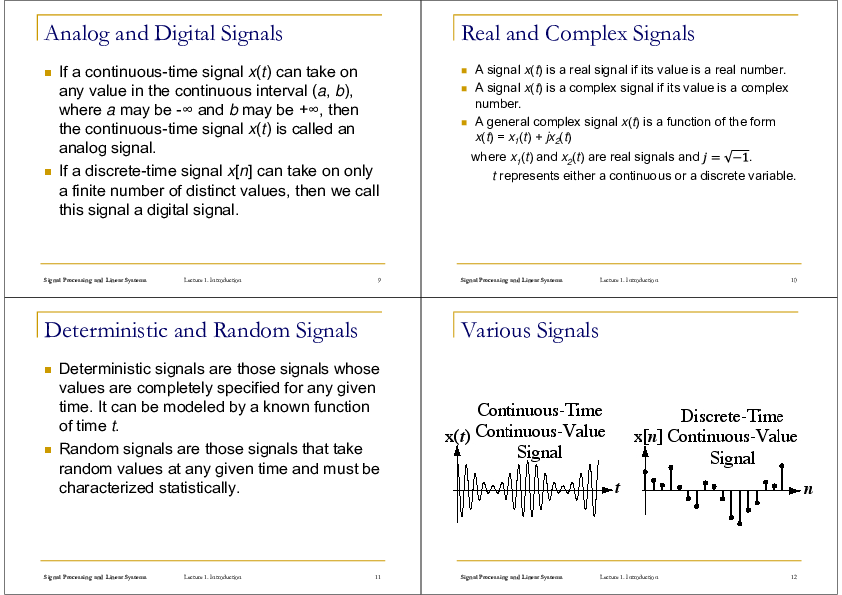 Analog and Digital Signals
If a continuous-time signal x(t) can take on
any value in the continuous interval (a, b),
where a may be -∞ and b may be +∞, then
the continuous-time signal x(t) is called an
analog signal.
If a discrete-time signal x[n] can take on only
a finite number of distinct values, then we call
this signal a digital signal.
Signal Processing and Linear Systems Lecture 1. Introduction 9
Real and Complex Signals
A signal x(t) is a real signal if its value is a real number.
A signal x(t) is a complex signal if its value is a complex
number.
A general complex signal x(t) is a function of the form
x(t) = x₁(t) + jx₂(t)
where x₁(t) and x₂(t) are real signals and j = √−1.
t represents either a continuous or a discrete variable.
Signal Processing and Linear Systems Lecture 1. Introduction 10
Deterministic and Random Signals
Deterministic signals are those signals whose
values are completely specified for any given
time. It can be modeled by a known function
of time t.
Random signals are those signals that take
random values at any given time and must be
characterized statistically.
Signal Processing and Linear Systems Lecture 1. Introduction 11
Various Signals
Continuous-Time
x(t) Continuous-Value
Signal
t
Discrete-Time
x[n] Continuous-Value
Signal
n
Signal Processing and Linear Systems Lecture 1. Introduction 12